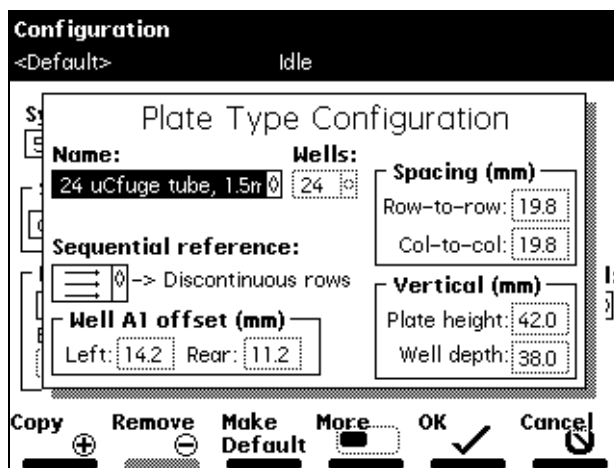 Configuration
<Default> Idle
Plate Type Configuration
Name: Wells:
24 uCfuge tube, 1.5m 24
Spacing (mm)
Row-to-row: 19.8
Col-to-col: 19.8
Sequential reference:
-> Discontinuous rows
Vertical (mm)
Plate height: 42.0
Well depth: 38.0
Well A1 offset (mm)
Left: 14.2 Rear: 11.2
Copy Remove Make Default More OK Cancel